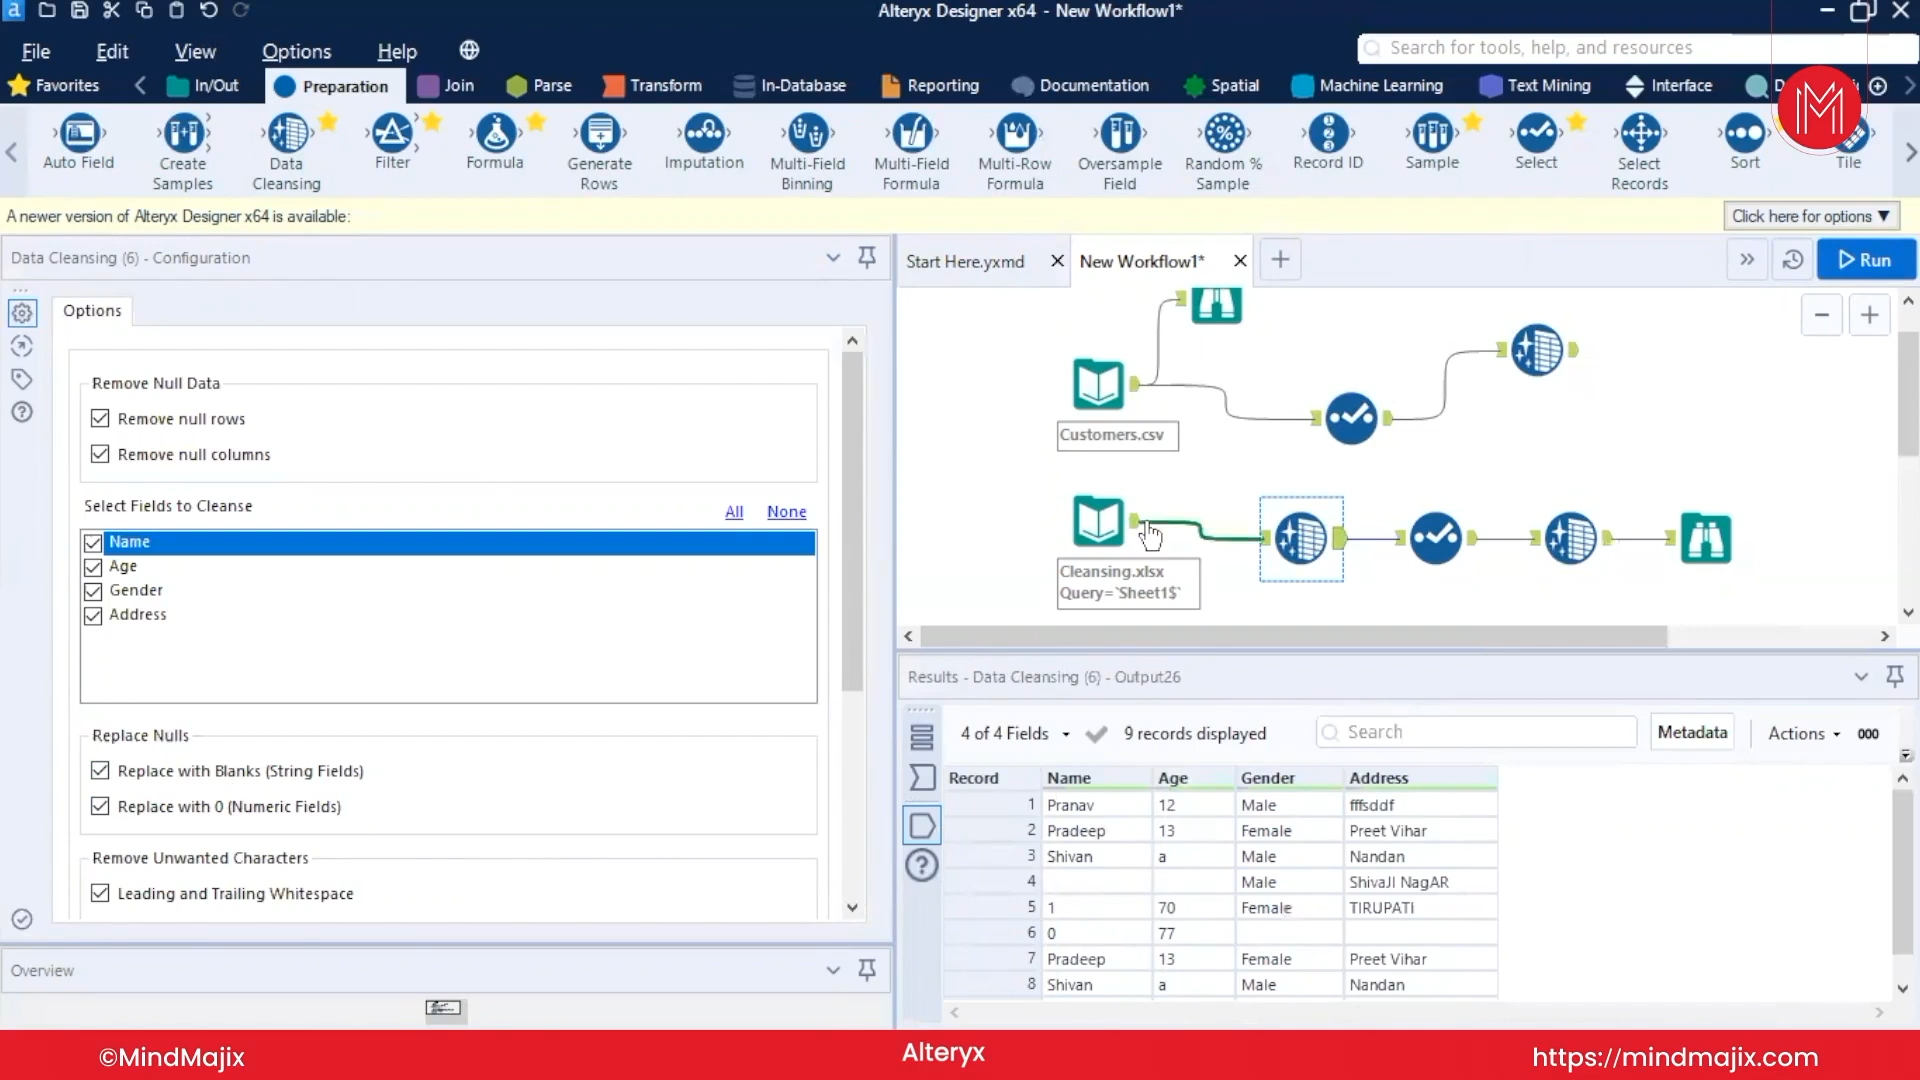 Alteryx Designer x64 - New Workflow1*
File Edit View Options Help
Search for tools, help, and resources
Favorites In/Out Preparation Join Parse Transform In-Database Reporting Documentation Spatial Machine Learning Text Mining Interface
Auto Field
Create Samples
Data Cleansing
Filter
Formula
Generate Rows
Imputation
Multi-Field Binning
Multi-Field Formula
Multi-Row Formula
Oversample Field
Random % Sample
Record ID
Sample
Select
Select Records
Sort
Tile
A newer version of Alteryx Designer x64 is available:
Click here for options ▼
Data Cleansing (6) - Configuration
Options
Remove Null Data
Remove null rows
Remove null columns
Select Fields to Cleanse
All None
Name
Age
Gender
Address
Replace Nulls
Replace with Blanks (String Fields)
Replace with 0 (Numeric Fields)
Remove Unwanted Characters
Leading and Trailing Whitespace
Overview
Start Here.yxmd
New Workflow1*
Run
Customers.csv
Cleansing.xlsx
Query=`Sheet1$`
Results - Data Cleansing (6) - Output26
4 of 4 Fields
9 records displayed
Search
Metadata
Actions
000
Record Name Age Gender Address
1 Pranav 12 Male fffsddf
2 Pradeep 13 Female Preet Vihar
3 Shivan a Male Nandan
4 Male ShivaJI NagAR
5 1 70 Female TIRUPATI
6 0 77
7 Pradeep 13 Female Preet Vihar
8 Shivan a Male Nandan
©MindMajix
Alteryx
https://mindmajix.com